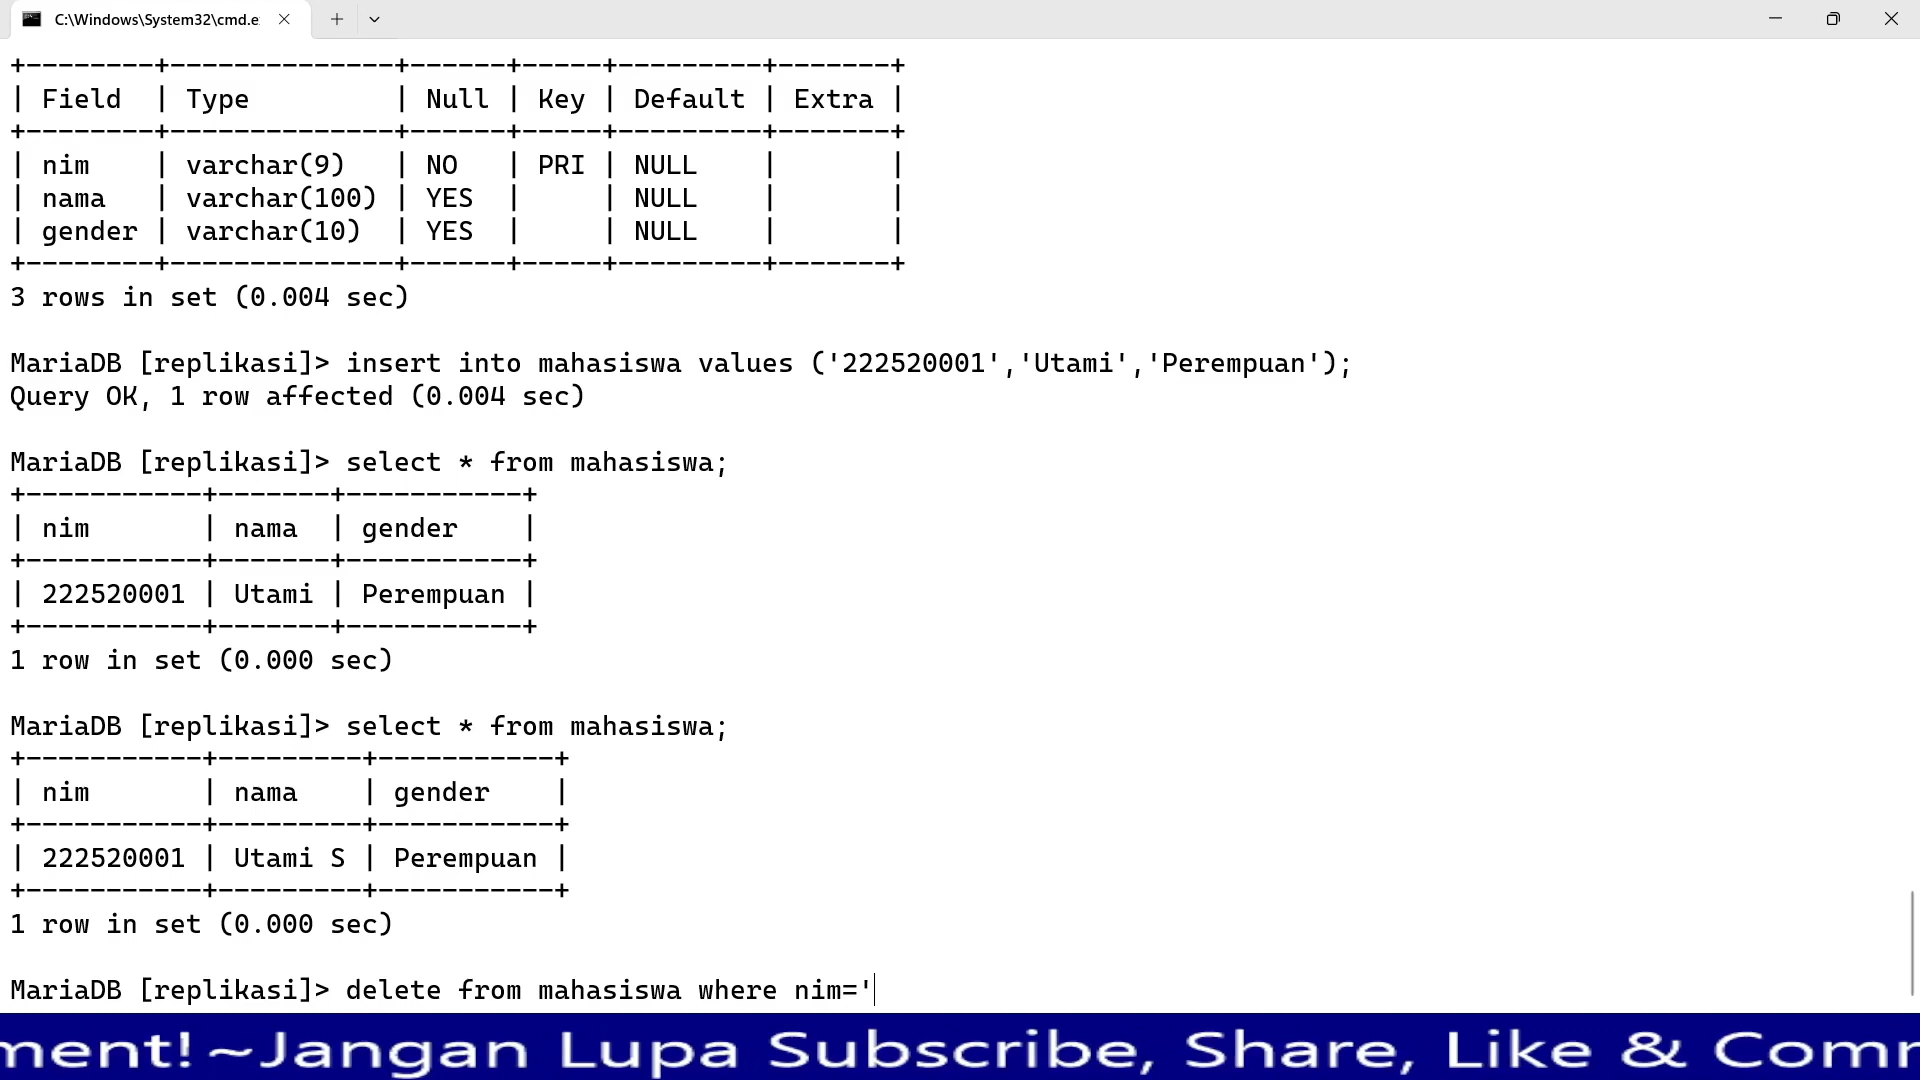 C:\Windows\System32\cmd.e
+--------+--------------+------+-----+---------+-------+
| Field  | Type         | Null | Key | Default | Extra |
+--------+--------------+------+-----+---------+-------+
| nim    | varchar(9)   | NO   | PRI | NULL    |       |
| nama   | varchar(100) | YES  |     | NULL    |       |
| gender | varchar(10)  | YES  |     | NULL    |       |
+--------+--------------+------+-----+---------+-------+
3 rows in set (0.004 sec)
MariaDB [replikasi]> insert into mahasiswa values ('222520001','Utami','Perempuan');
Query OK, 1 row affected (0.004 sec)
MariaDB [replikasi]> select * from mahasiswa;
+-----------+-------+-----------+
| nim       | nama  | gender    |
+-----------+-------+-----------+
| 222520001 | Utami | Perempuan |
+-----------+-------+-----------+
1 row in set (0.000 sec)
MariaDB [replikasi]> select * from mahasiswa;
+-----------+---------+-----------+
| nim       | nama    | gender    |
+-----------+---------+-----------+
| 222520001 | Utami S | Perempuan |
+-----------+---------+-----------+
1 row in set (0.000 sec)
MariaDB [replikasi]> delete from mahasiswa where nim='
ment!~Jangan Lupa Subscribe, Share, Like & Com